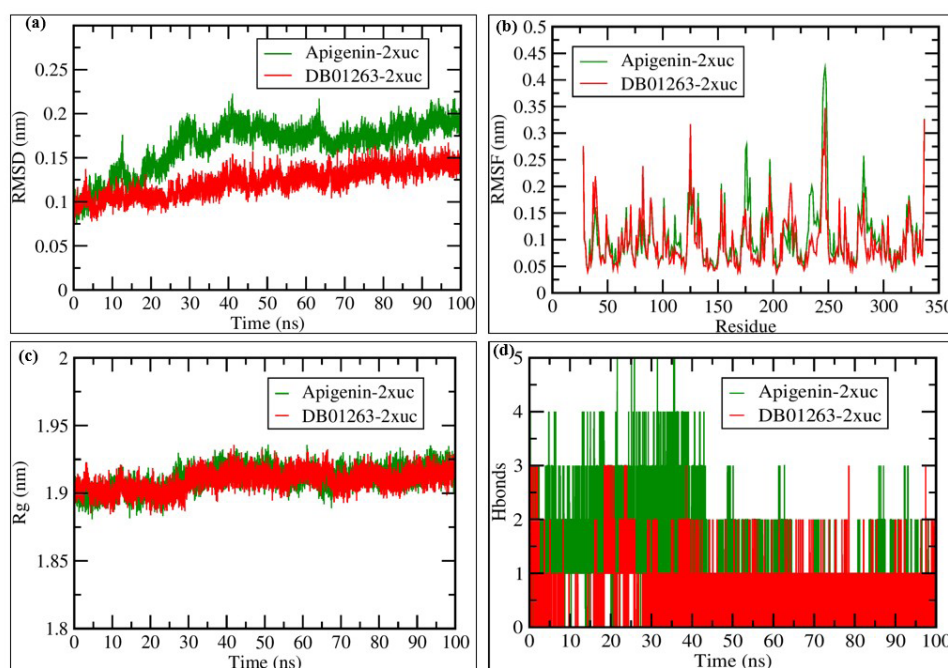 (a)
Apigenin-2xuc
DB01263-2xuc
0.25
0.2
0.15
0.1
0.05
0
RMSD (nm)
0 10 20 30 40 50 60 70 80 90 100
Time (ns)
(b)
Apigenin-2xuc
DB01263-2xuc
0.5
0.45
0.4
0.35
0.3
0.25
0.2
0.15
0.1
0.05
0
RMSF (nm)
0 50 100 150 200 250 300 350
Residue
(c)
Apigenin-2xuc
DB01263-2xuc
2
1.95
1.9
1.85
1.8
Rg (nm)
0 10 20 30 40 50 60 70 80 90 100
Time (ns)
(d)
Apigenin-2xuc
DB01263-2xuc
5
4
3
2
1
0
Hbonds
0 10 20 30 40 50 60 70 80 90 100
Time (ns)